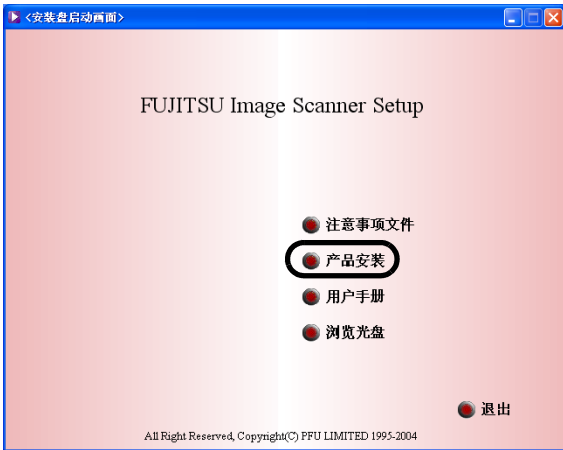 <安装盘启动画面>
FUJITSU Image Scanner Setup
注意事项文件
产品安装
用户手册
浏览光盘
退出
All Right Reserved, Copyright(C) PFU LIMITED 1995-2004